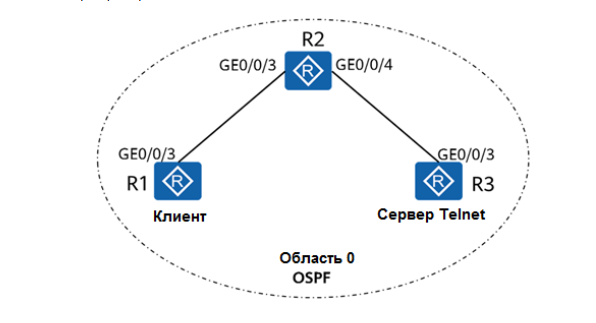 R2
GE0/0/3
GE0/0/4
GE0/0/3
GE0/0/3
R1
R
R
R
R3
Клиент
Сервер Telnet
Область 0
OSPF